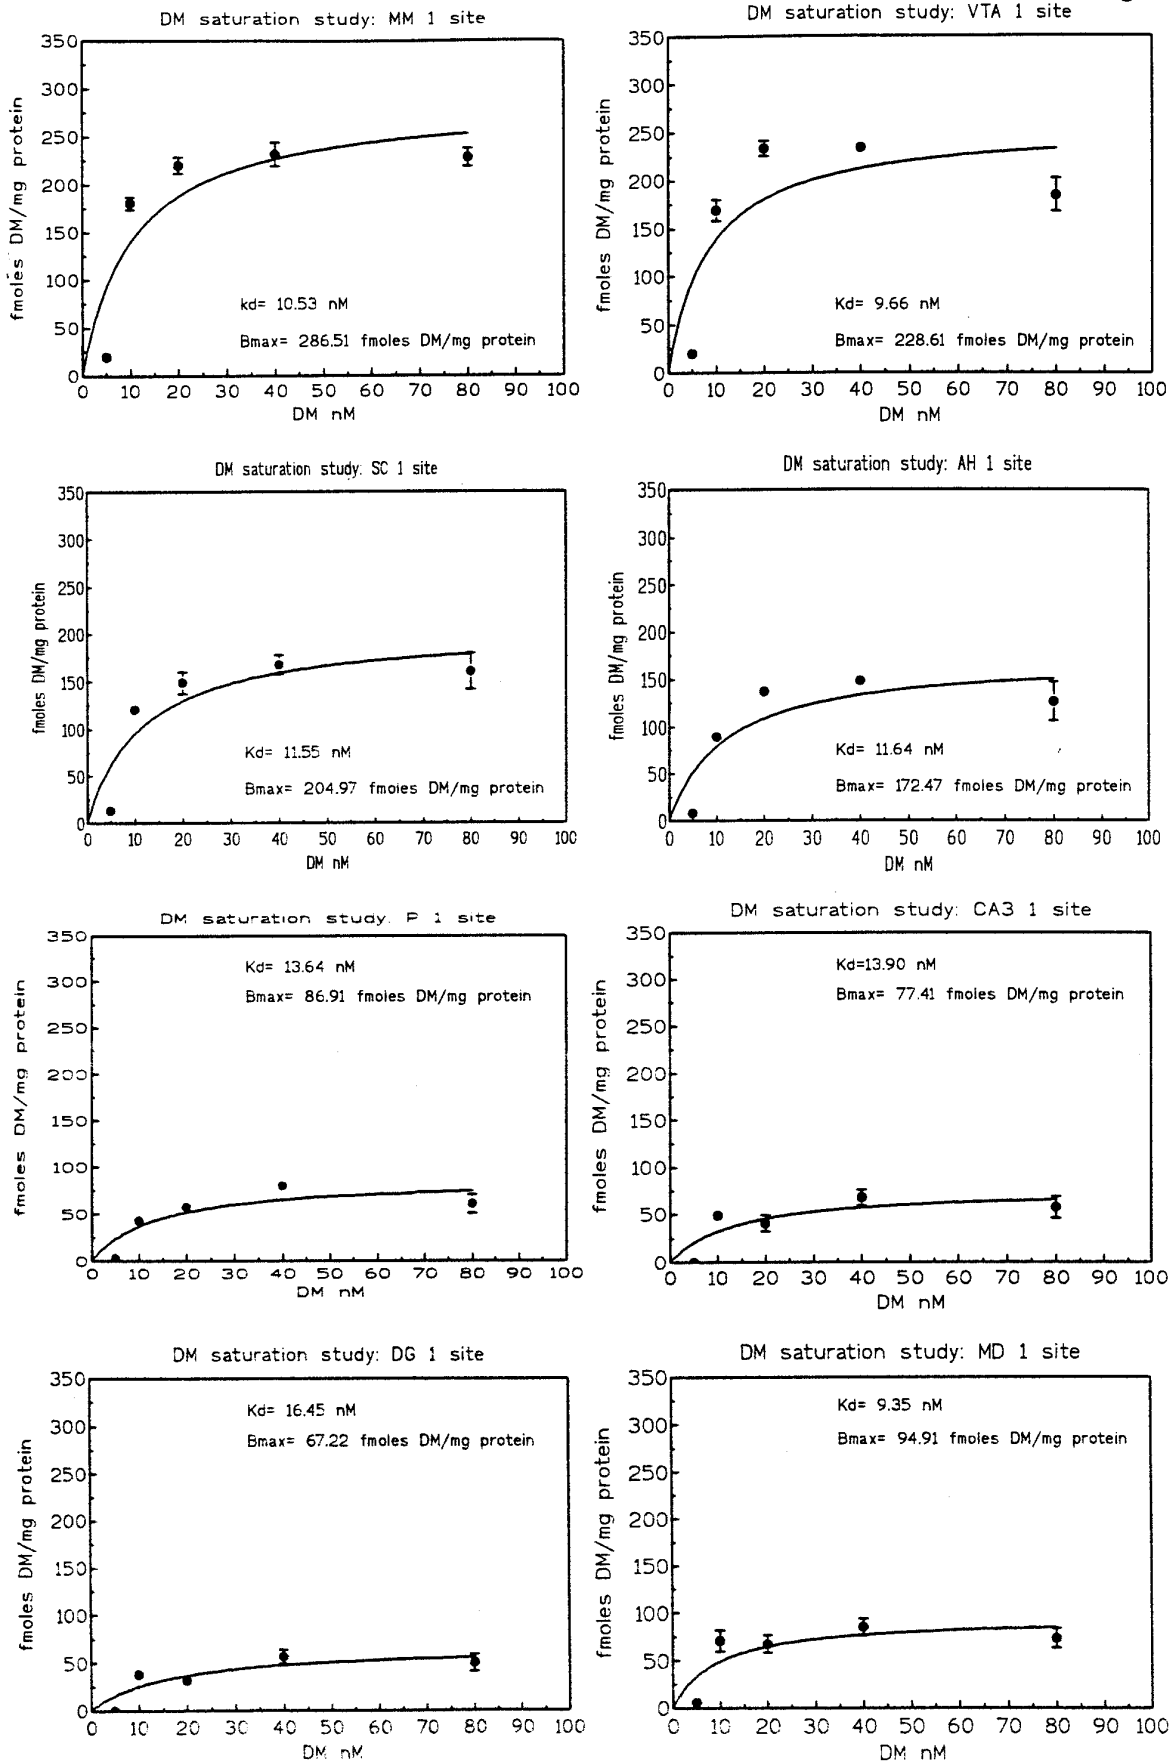 DM saturation study: MM 1 site
350
300
250
200
150
100
50
0
fmoles DM/mg protein
kd= 10.53 nM
Bmax= 286.51 fmoles DM/mg protein
0 10 20 30 40 50 60 70 80 90 100
DM nM
DM saturation study: VTA 1 site
350
300
250
200
150
100
50
0
fmoles DM/mg protein
Kd= 9.66 nM
Bmax= 228.61 fmoles DM/mg protein
0 10 20 30 40 50 60 70 80 90 100
DM nM
DM saturation study: SC 1 site
350
300
250
200
150
100
50
0
fmoles DM/mg protein
Kd= 11.55 nM
Bmax= 204.97 fmoles DM/mg protein
0 10 20 30 40 50 60 70 80 90 100
DM nM
DM saturation study: AH 1 site
350
300
250
200
150
100
50
0
fmoles DM/mg protein
Kd= 11.64 nM
Bmax= 172.47 fmoles DM/mg protein
0 10 20 30 40 50 60 70 80 90 100
DM nM
DM saturation study: P 1 site
350
300
250
200
150
100
50
0
fmoles DM/mg protein
Kd= 13.64 nM
Bmax= 86.91 fmoles DM/mg protein
0 10 20 30 40 50 60 70 80 90 100
DM nM
DM saturation study: CA3 1 site
350
300
250
200
150
100
50
0
fmoles DM/mg protein
Kd=13.90 nM
Bmax= 77.41 fmoles DM/mg protein
0 10 20 30 40 50 60 70 80 90 100
DM nM
DM saturation study: DG 1 site
350
300
250
200
150
100
50
0
fmoles DM/mg protein
Kd= 16.45 nM
Bmax= 67.22 fmoles DM/mg protein
0 10 20 30 40 50 60 70 80 90 100
DM nM
DM saturation study: MD 1 site
350
300
250
200
150
100
50
0
fmoles DM/mg protein
Kd= 9.35 nM
Bmax= 94.91 fmoles DM/mg protein
0 10 20 30 40 50 60 70 80 90 100
DM nM